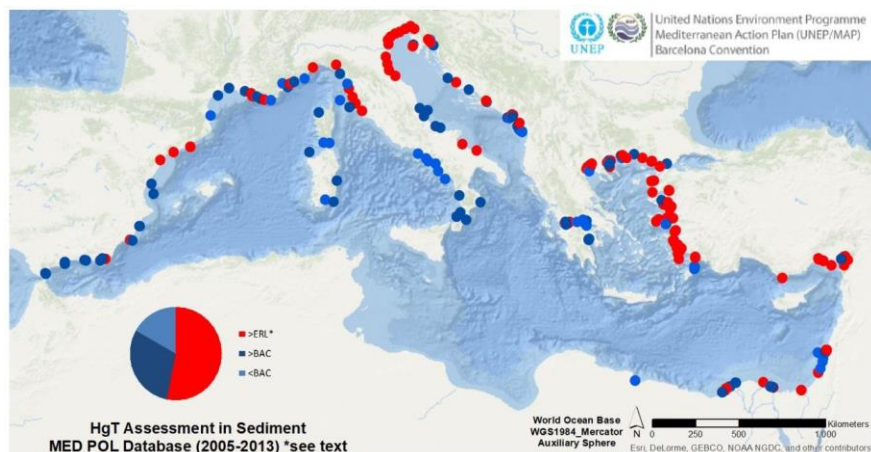 United Nations Environment Programme
Mediterranean Action Plan (UNEP/MAP)
Barcelona Convention
UNEP
>ERL*
>BAC
<BAC
HgT Assessment in Sediment
MED POL Database (2005-2013) *see text
World Ocean Base
WGS1984_Mercator
Auxiliary Sphere
N
Kilometers
0 250 500 1,000
Esri, DeLorme, GEBCO, NOAA NGDC, and other contributors